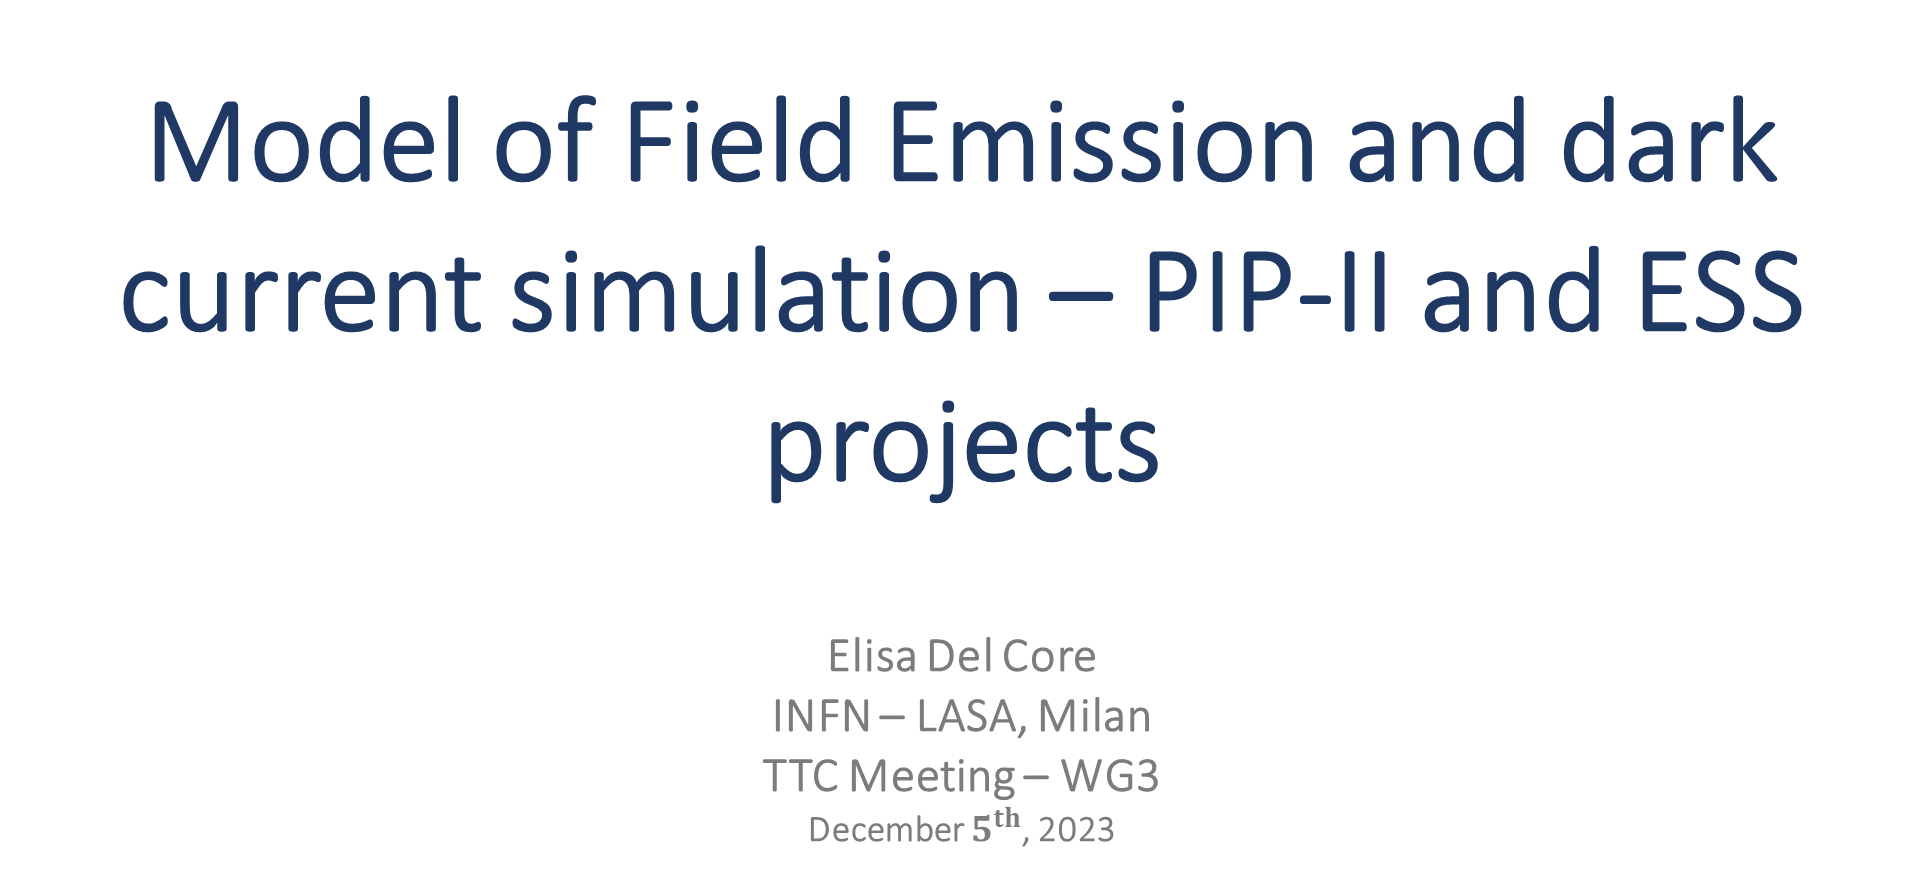 Model of Field Emission and dark
current simulation – PIP-II and ESS
projects
Elisa Del Core
INFN – LASA, Milan
TTC Meeting – WG3
December 5th, 2023